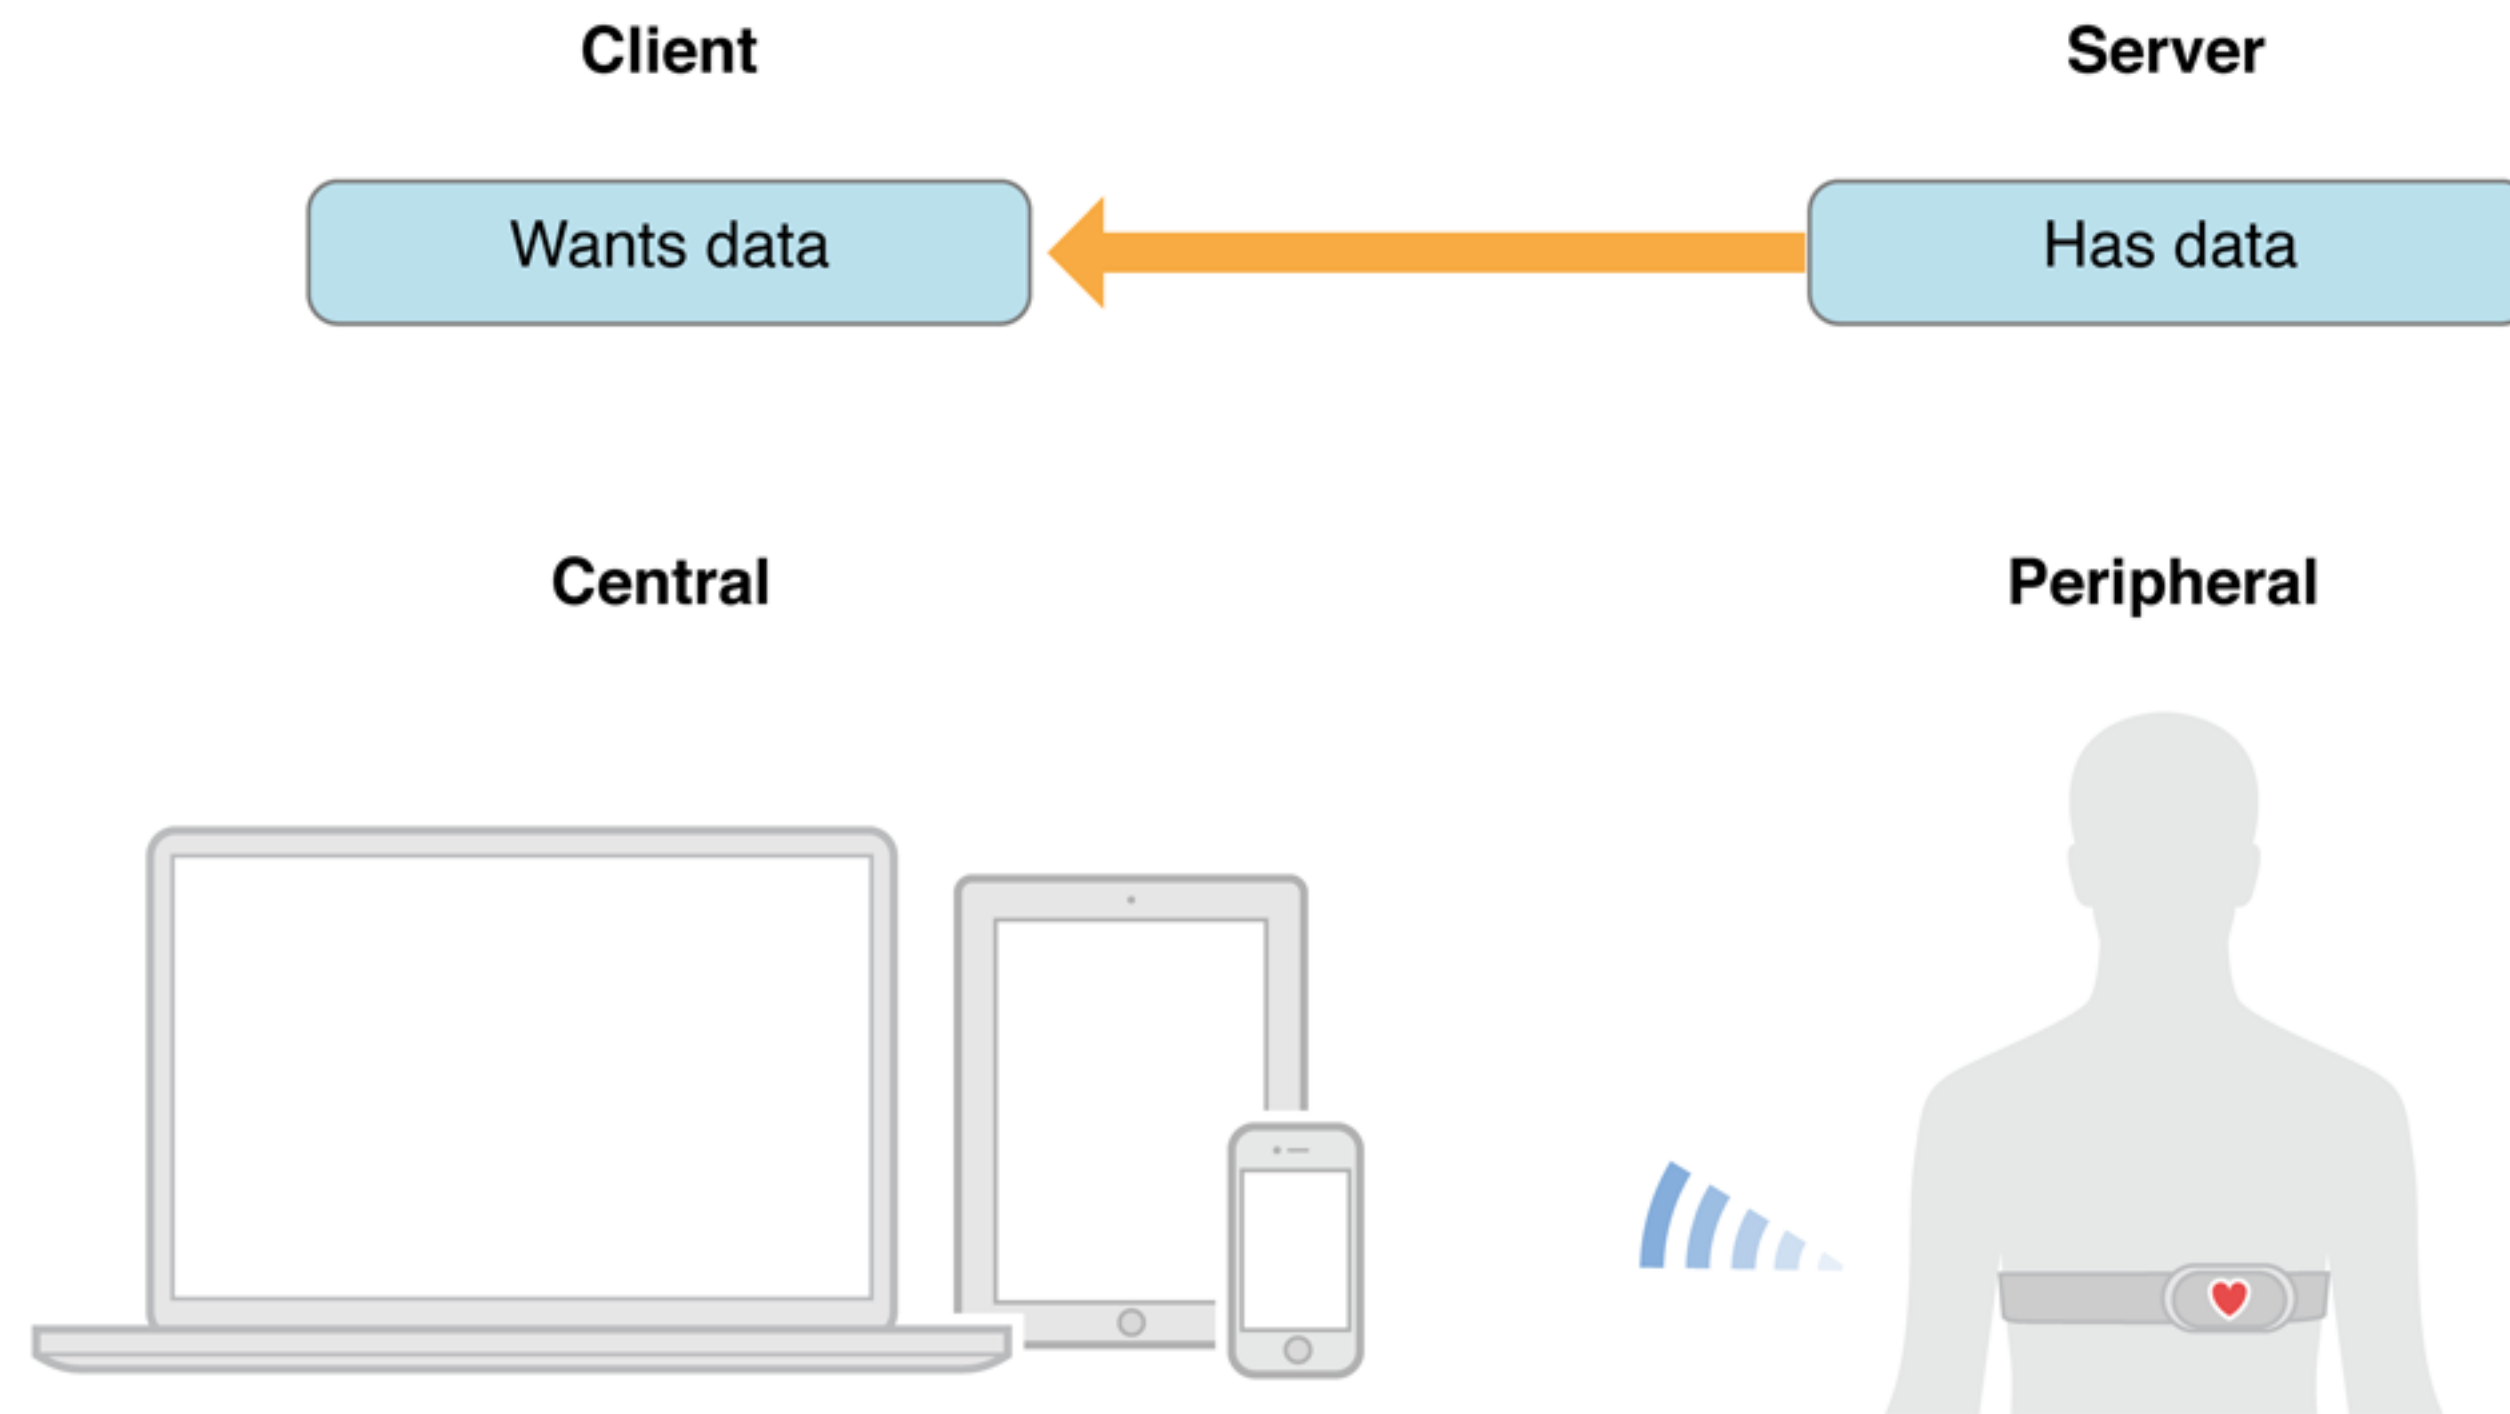 Client
Server
Wants data
Has data
Central
Peripheral